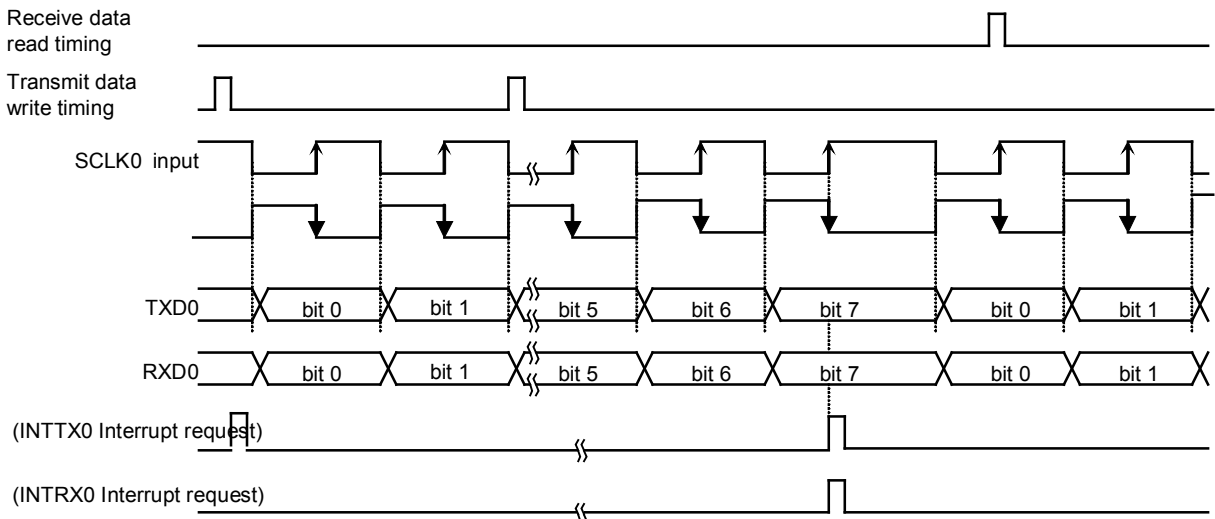 Receive data
read timing
Transmit data
write timing
SCLK0 input
TXD0 bit 0 bit 1 bit 5 bit 6 bit 7 bit 0 bit 1
RXD0 bit 0 bit 1 bit 5 bit 6 bit 7 bit 0 bit 1
(INTTX0 Interrupt request)
(INTRX0 Interrupt request)